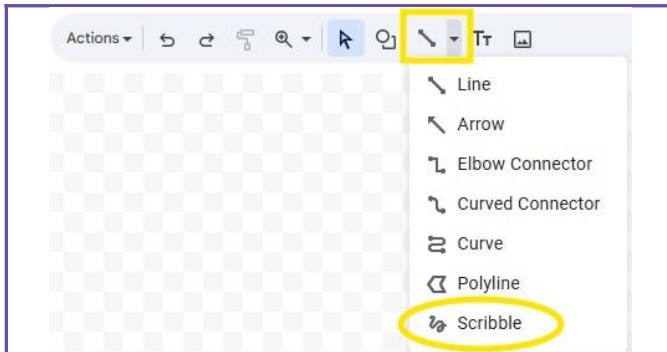 Actions
Tт
Line
Arrow
Elbow Connector
Curved Connector
Curve
Polyline
Scribble